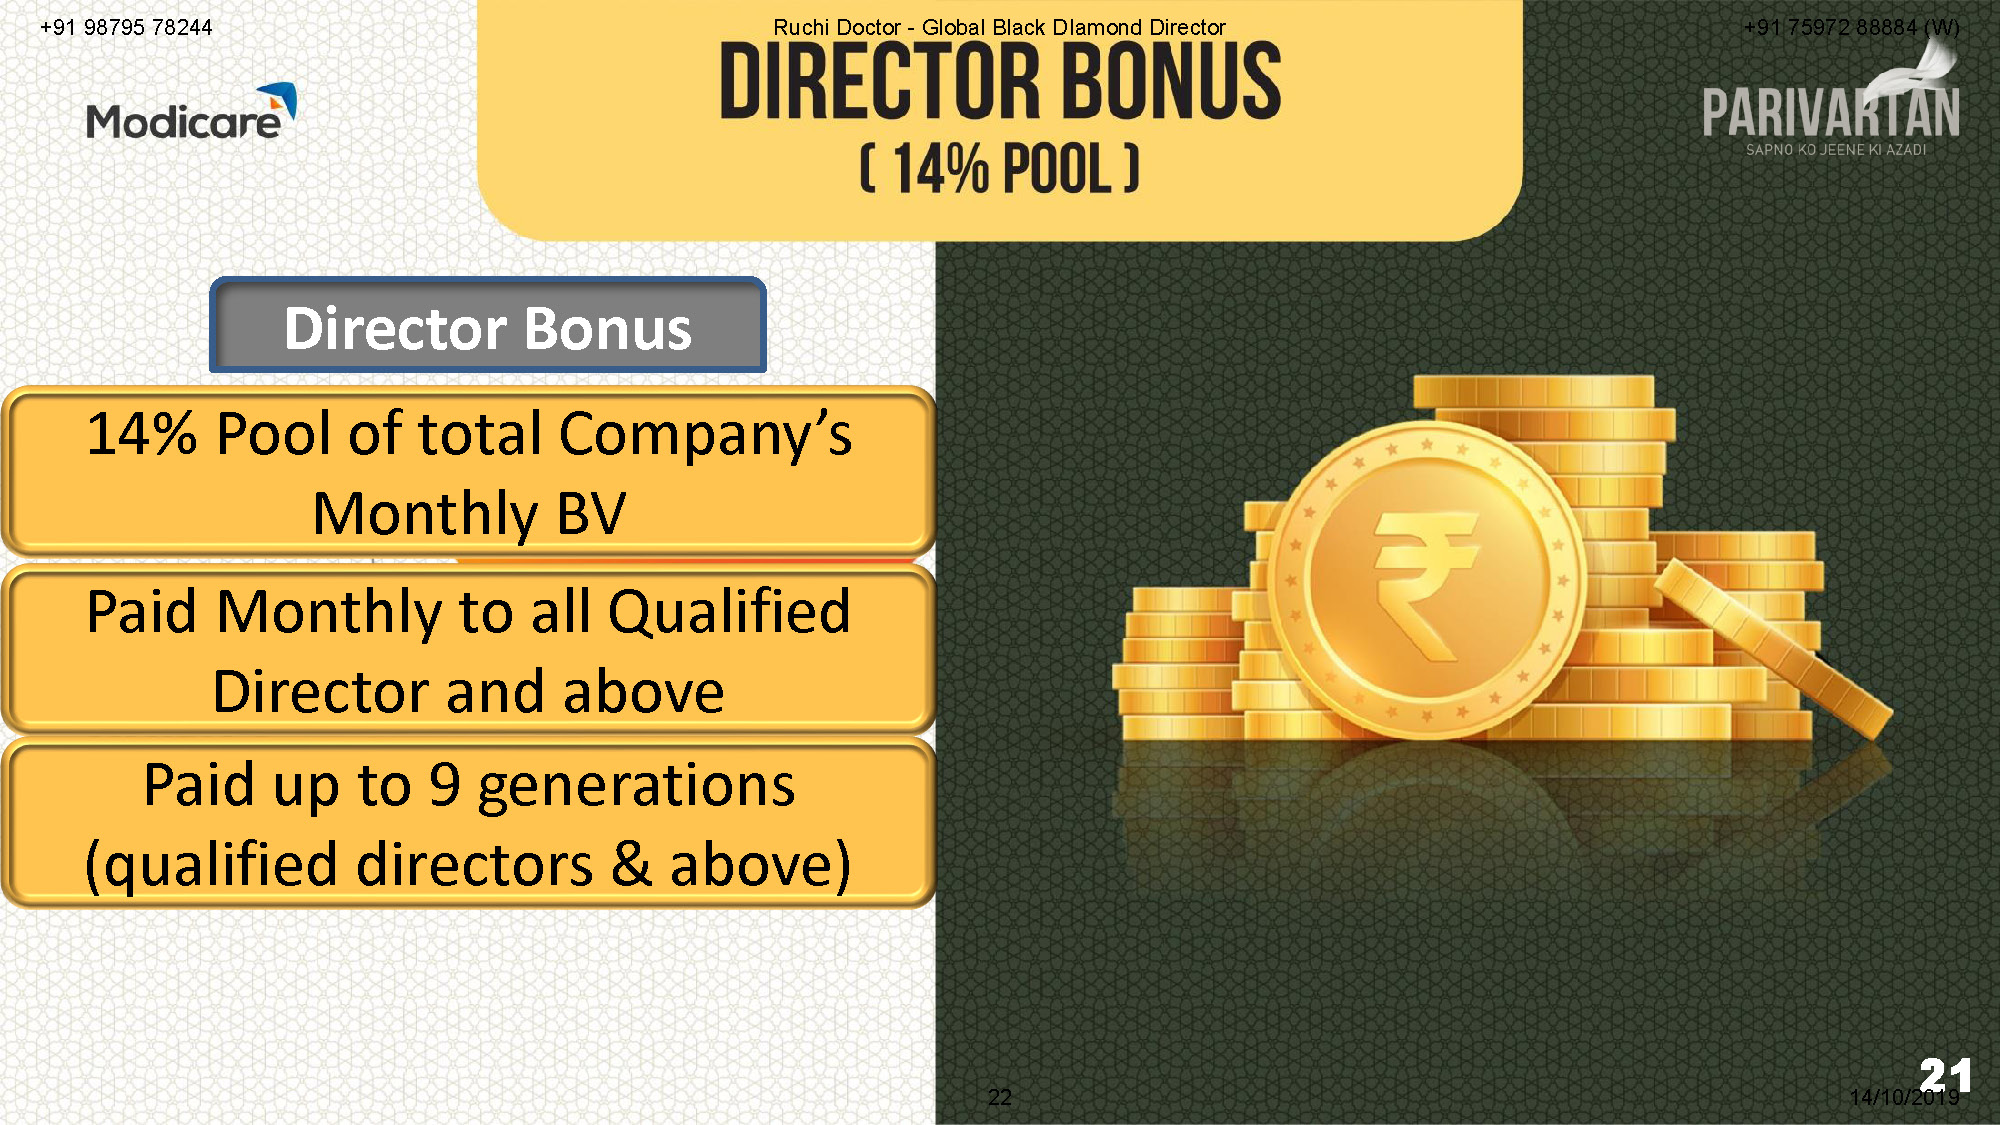 +91 98795 78244
Ruchi Doctor - Global Black DIamond Director
+91 75972 88884 (W)
DIRECTOR BONUS
( 14% POOL )
Modicare
PARIVARTAN
SAPNO KO JEENE KI AZADI
Director Bonus
14% Pool of total Company’s
Monthly BV
Paid Monthly to all Qualified
Director and above
Paid up to 9 generations
(qualified directors & above)
₹
21
22
14/10/2019